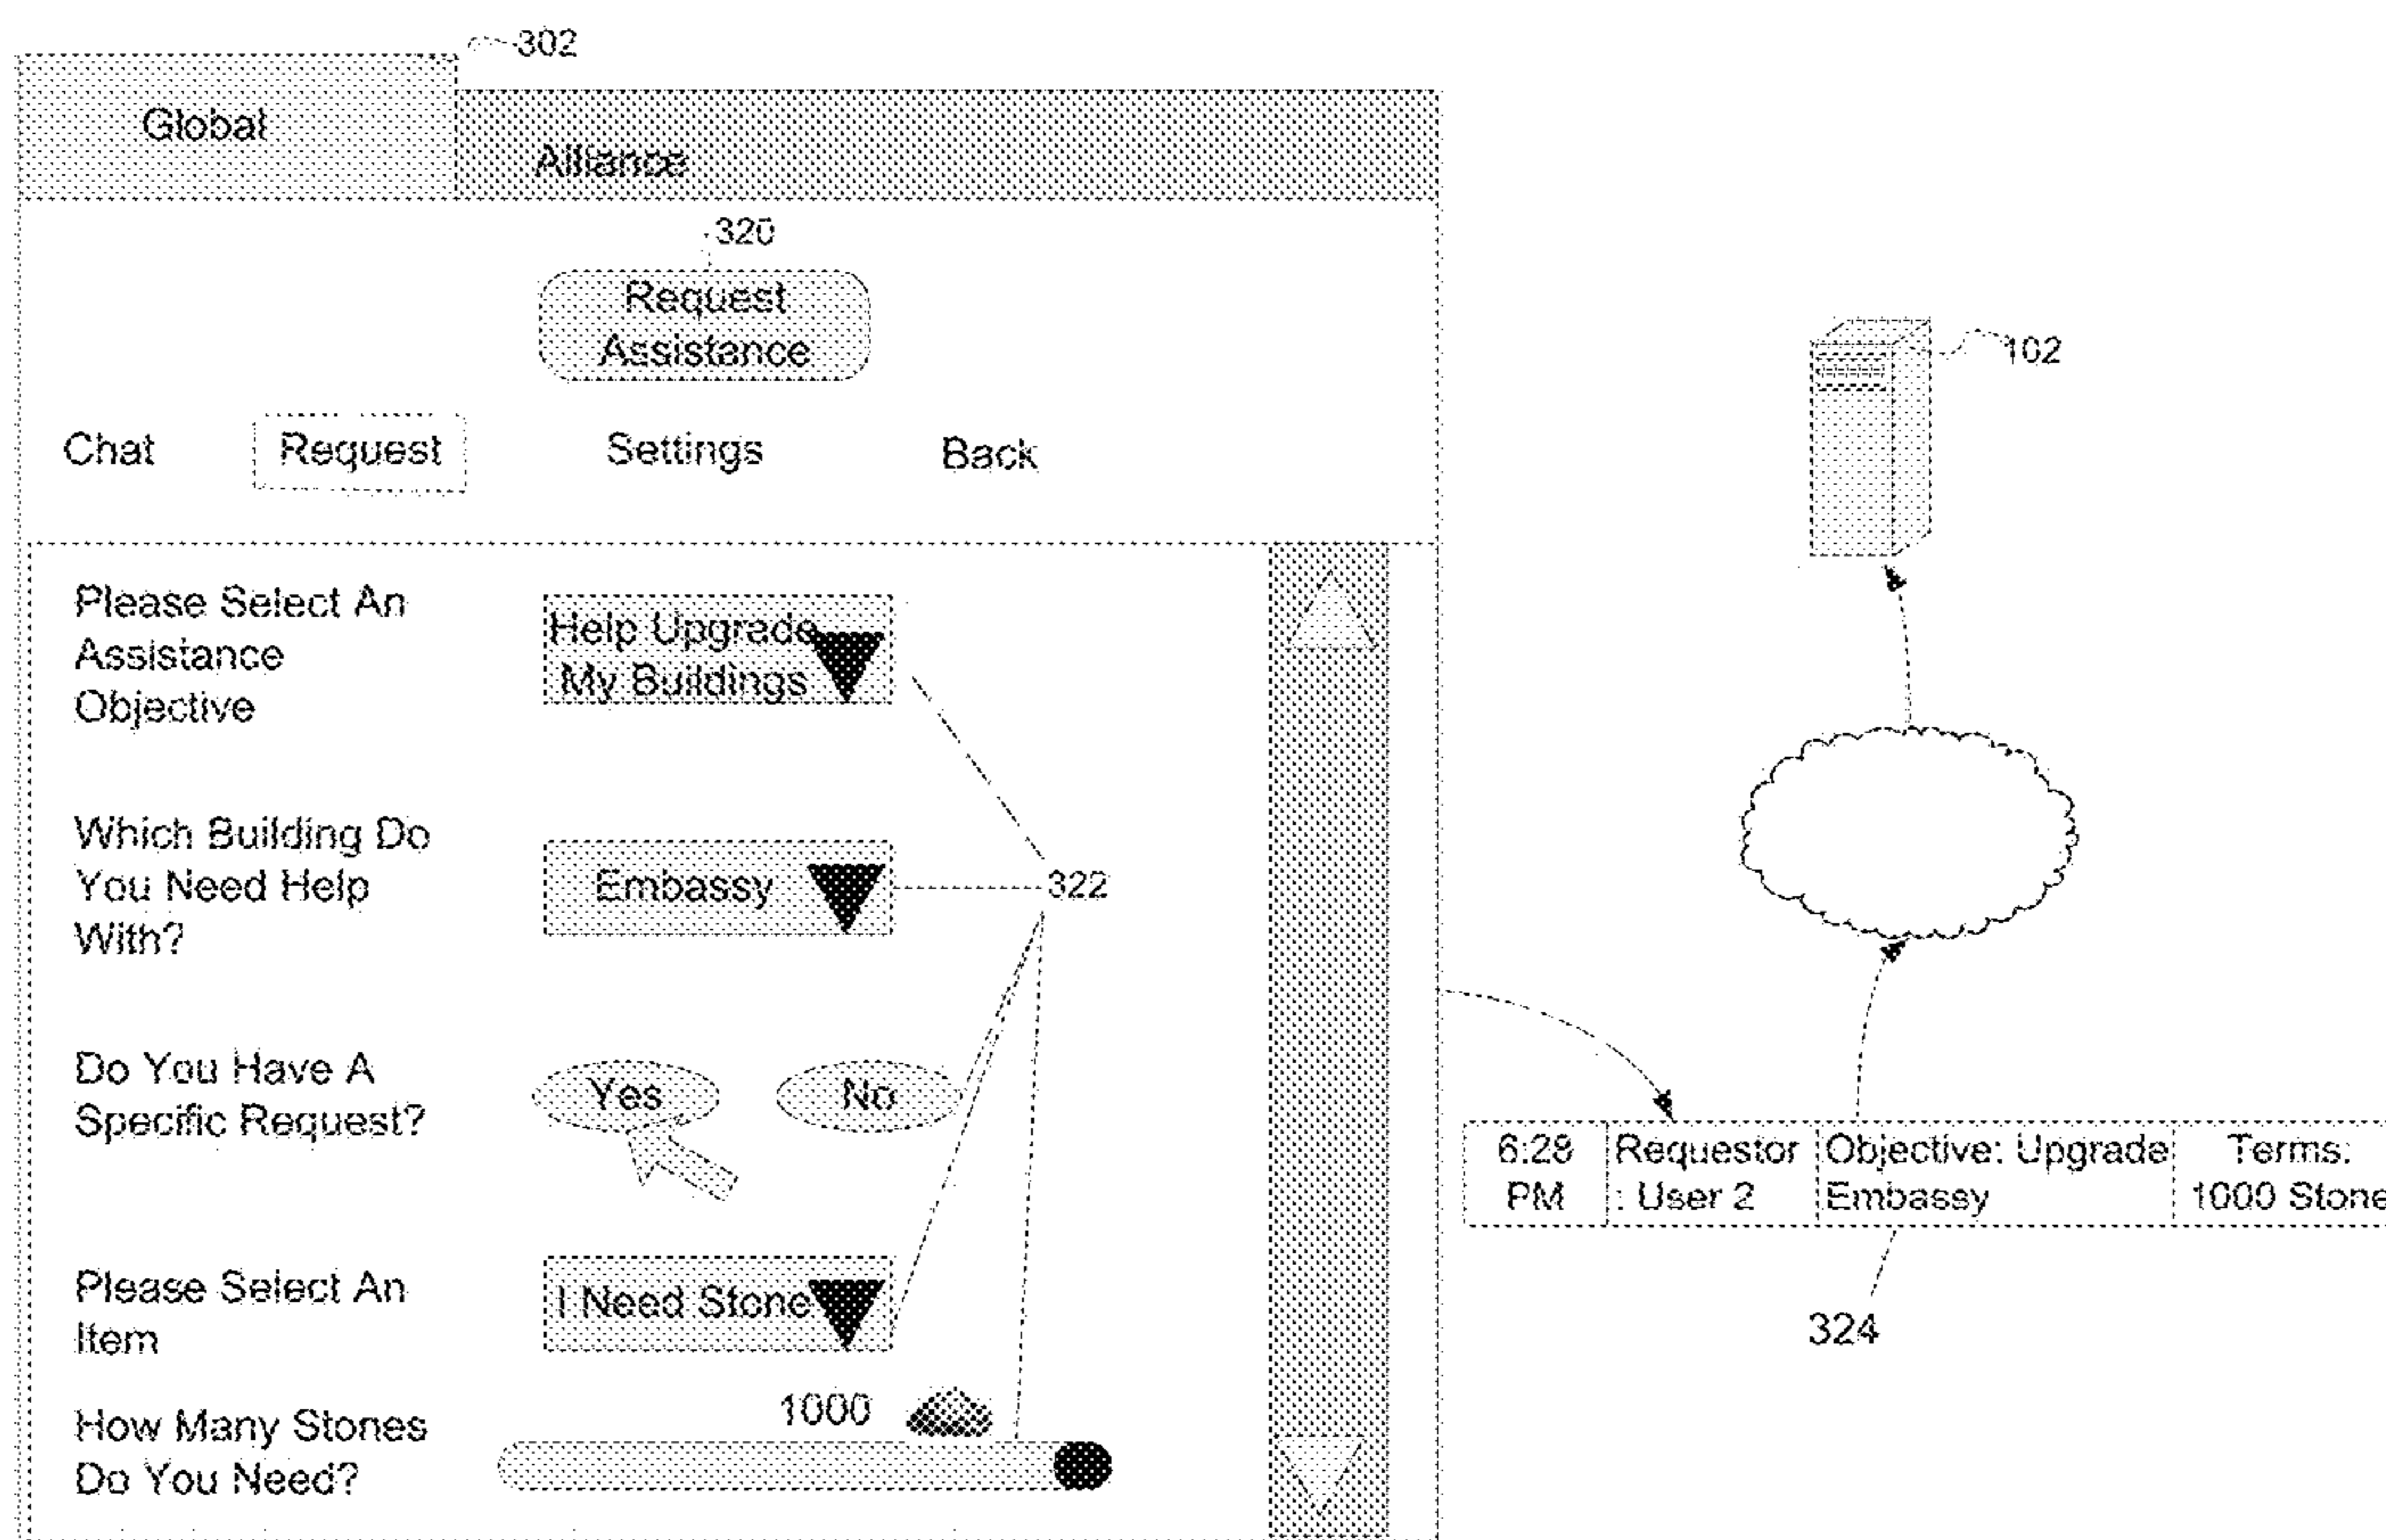 302
Global
Alliance
320
Request
Assistance
102
Chat
Request
Settings
Back
Please Select An
Assistance
Objective
Help Upgrade
My Buildings
Which Building Do
You Need Help
With?
Embassy
322
Do You Have A
Specific Request?
Yes
No
6:28
PM
Requestor
: User 2
Objective: Upgrade
Embassy
Terms:
1000 Stone
324
Please Select An
Item
I Need Stone
1000
How Many Stones
Do You Need?